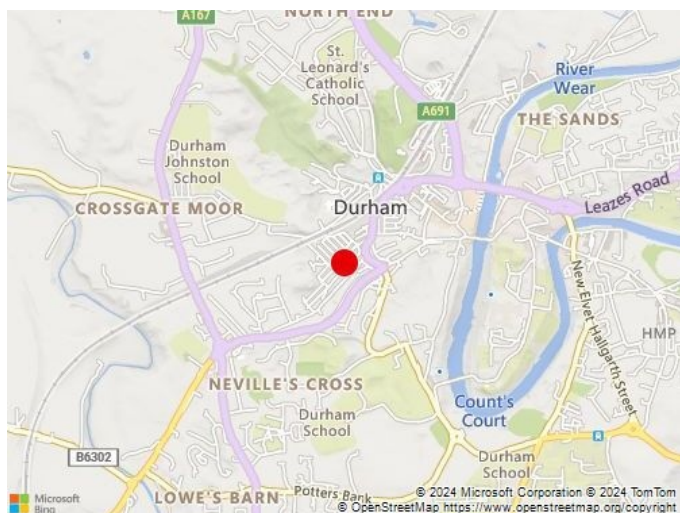 A167
NORTH END
St.
Leonard's
Catholic
School
A691
River
Wear
THE SANDS
Durham
Johnston
School
CROSSGATE MOOR
Durham
Leazes Road
New Elvet Hallgarth Street
HMP
NEVILLE'S CROSS
Count's
Court
Durham
School
B6302
Durham
School
LOWE'S BARN
Potters Bank
Microsoft
Bing
© 2024 Microsoft Corporation © 2024 TomTom
© OpenStreetMap https://www.openstreetmap.org/copyright